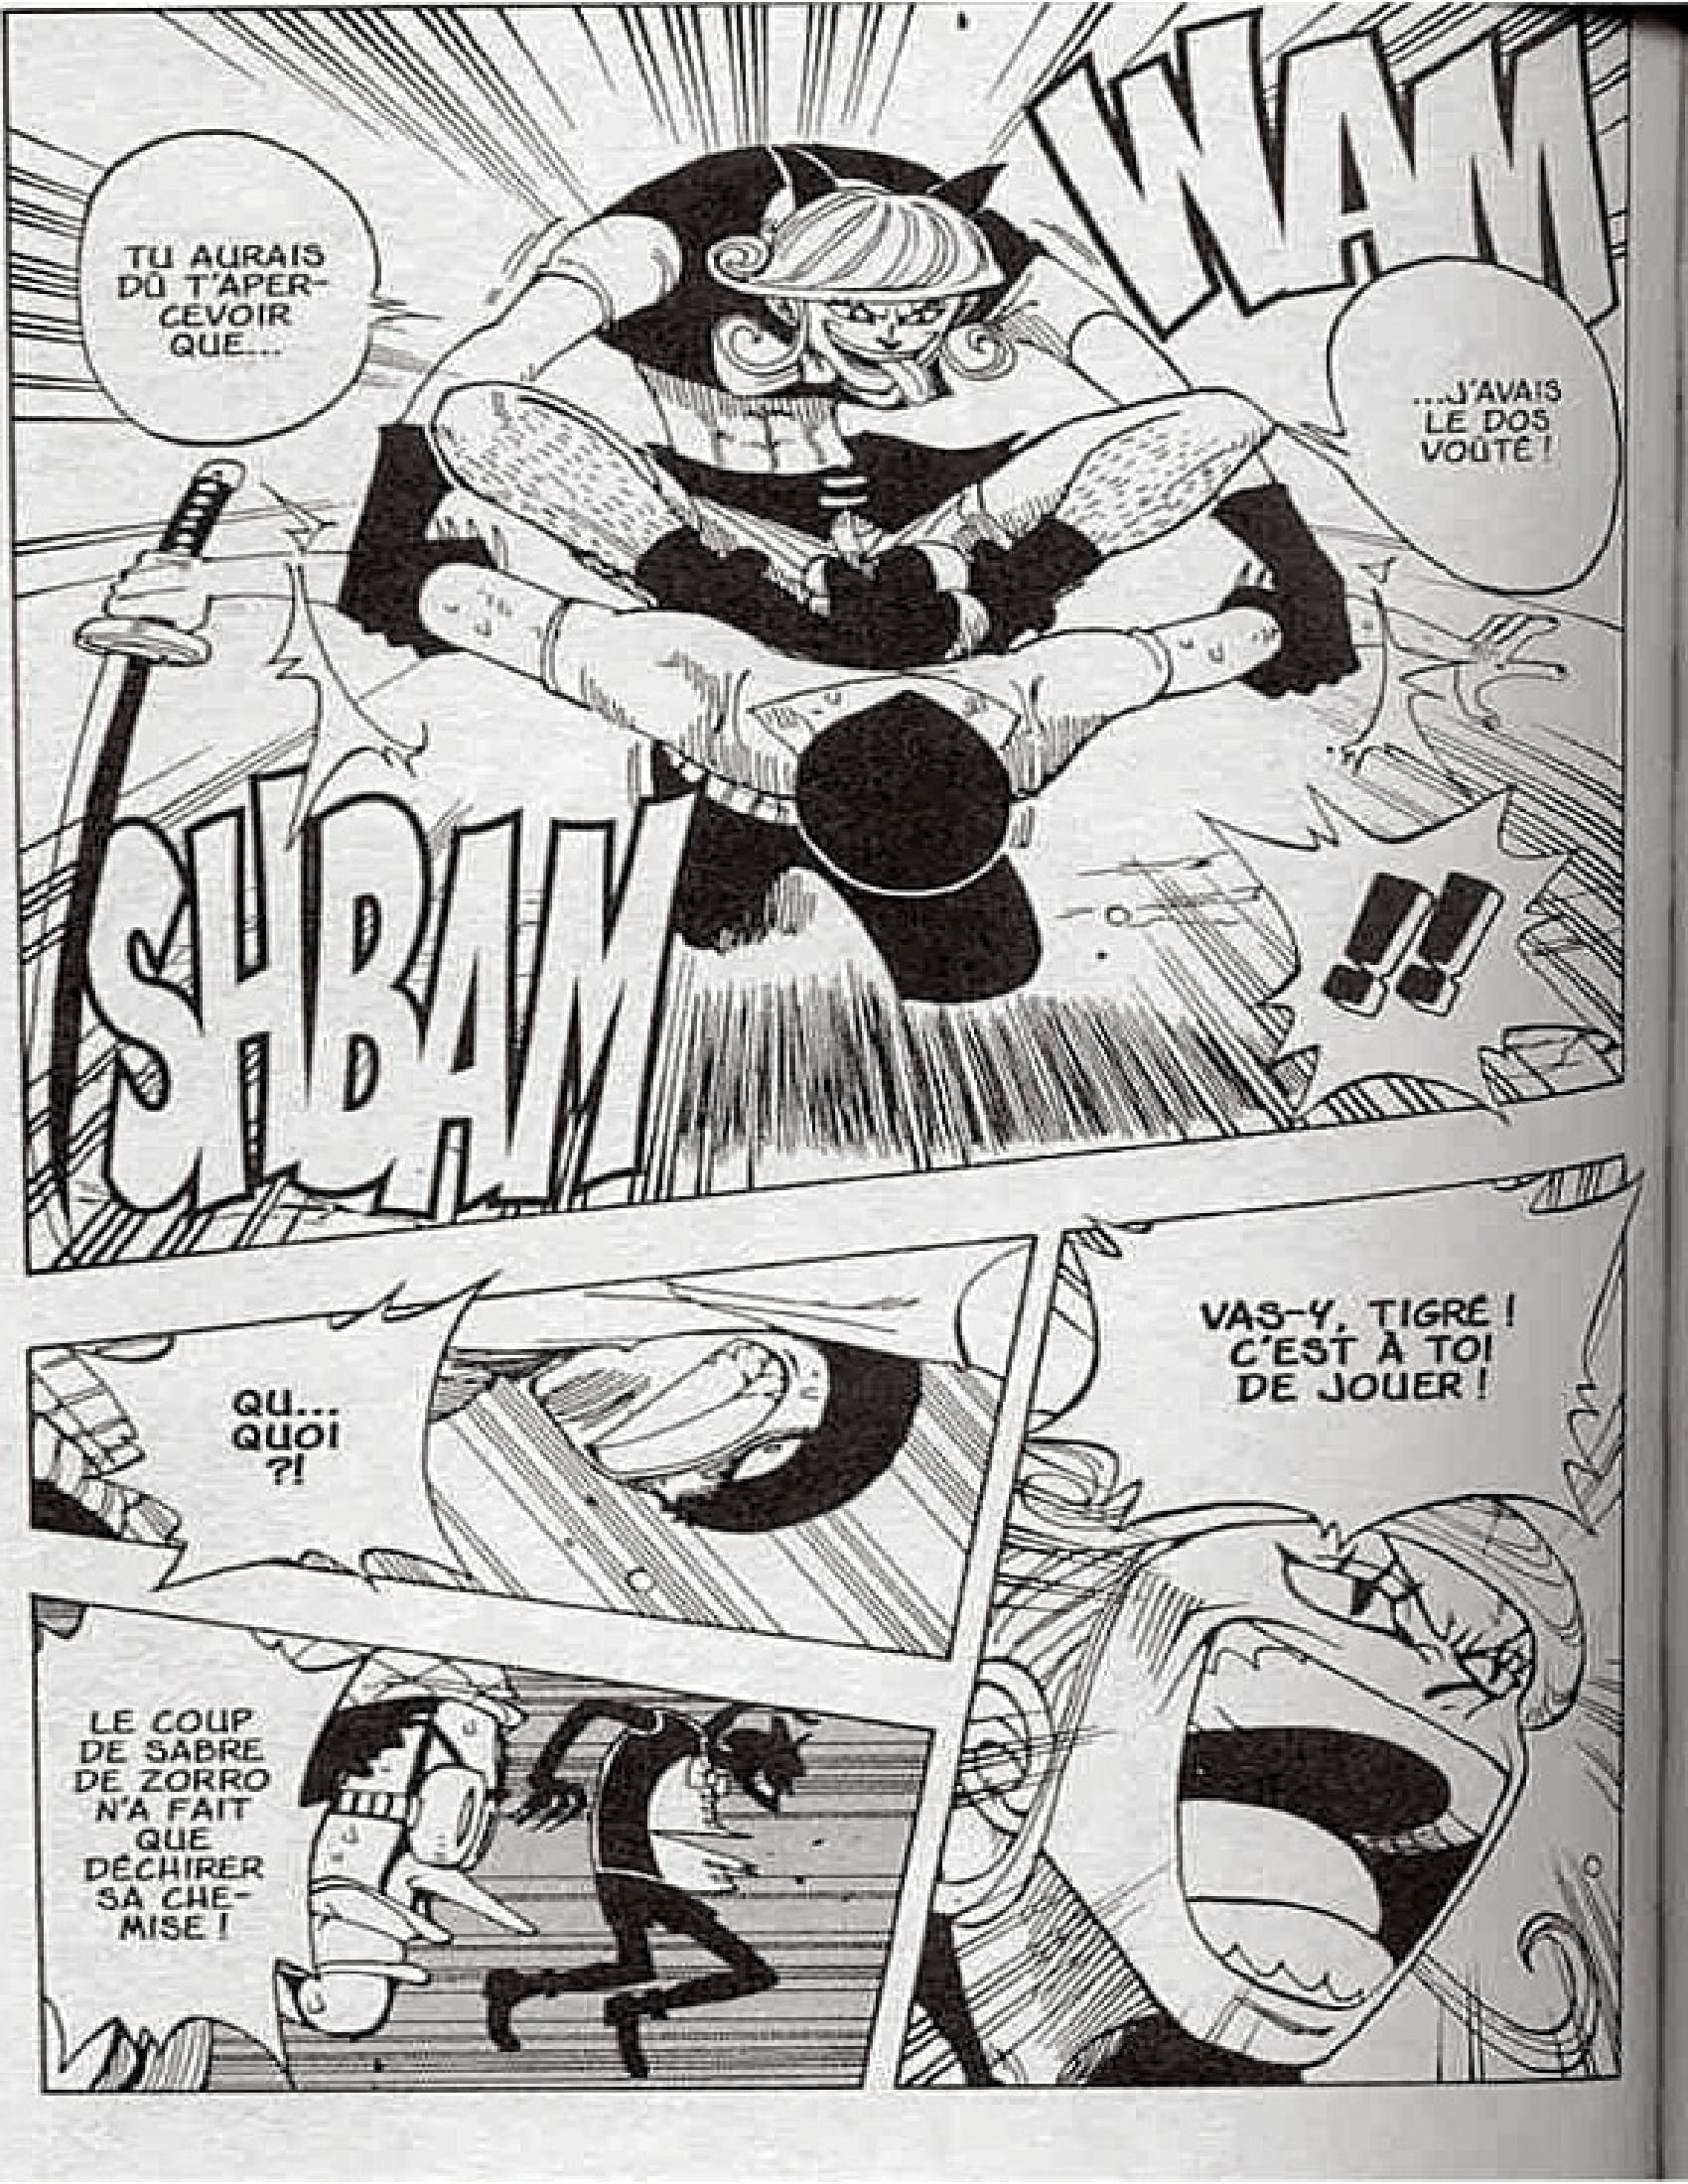 WAM
TU AURAIS
DÛ T'APER-
CEVOIR
QUE...
...J'AVAIS
LE DOS
VOÛTÉ !
SHBAM
!!
QU...
QUOI
?!
VAS-Y, TIGRÉ !
C'EST À TOI
DE JOUER !
LE COUP
DE SABRE
DE ZORRO
N'A FAIT
QUE
DÉCHIRER
SA CHE-
MISE !